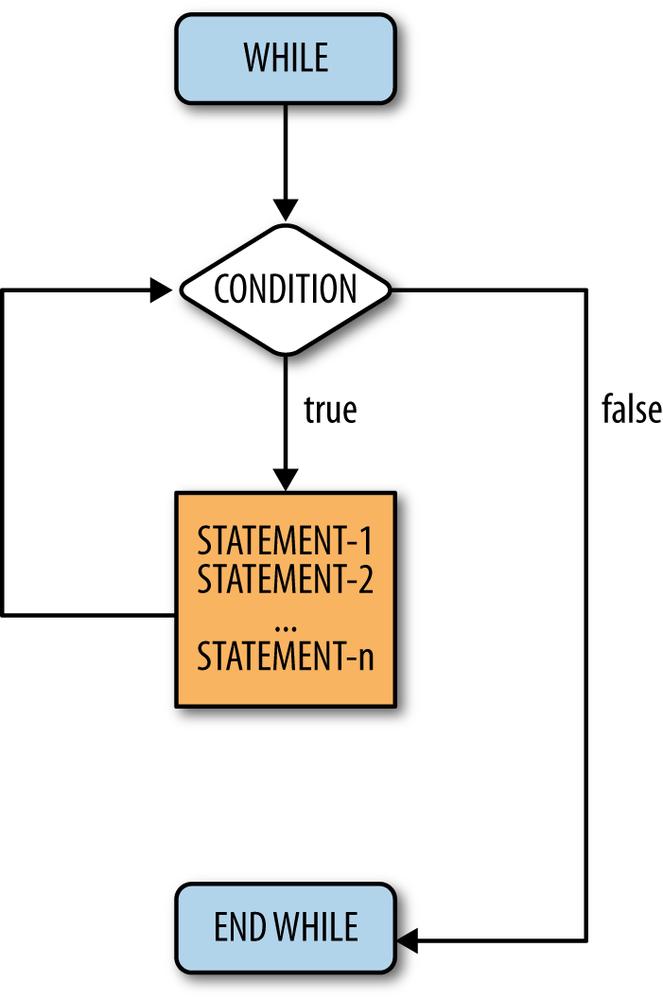 WHILE
CONDITION
true
false
STATEMENT-1
STATEMENT-2
...
STATEMENT-n
END WHILE